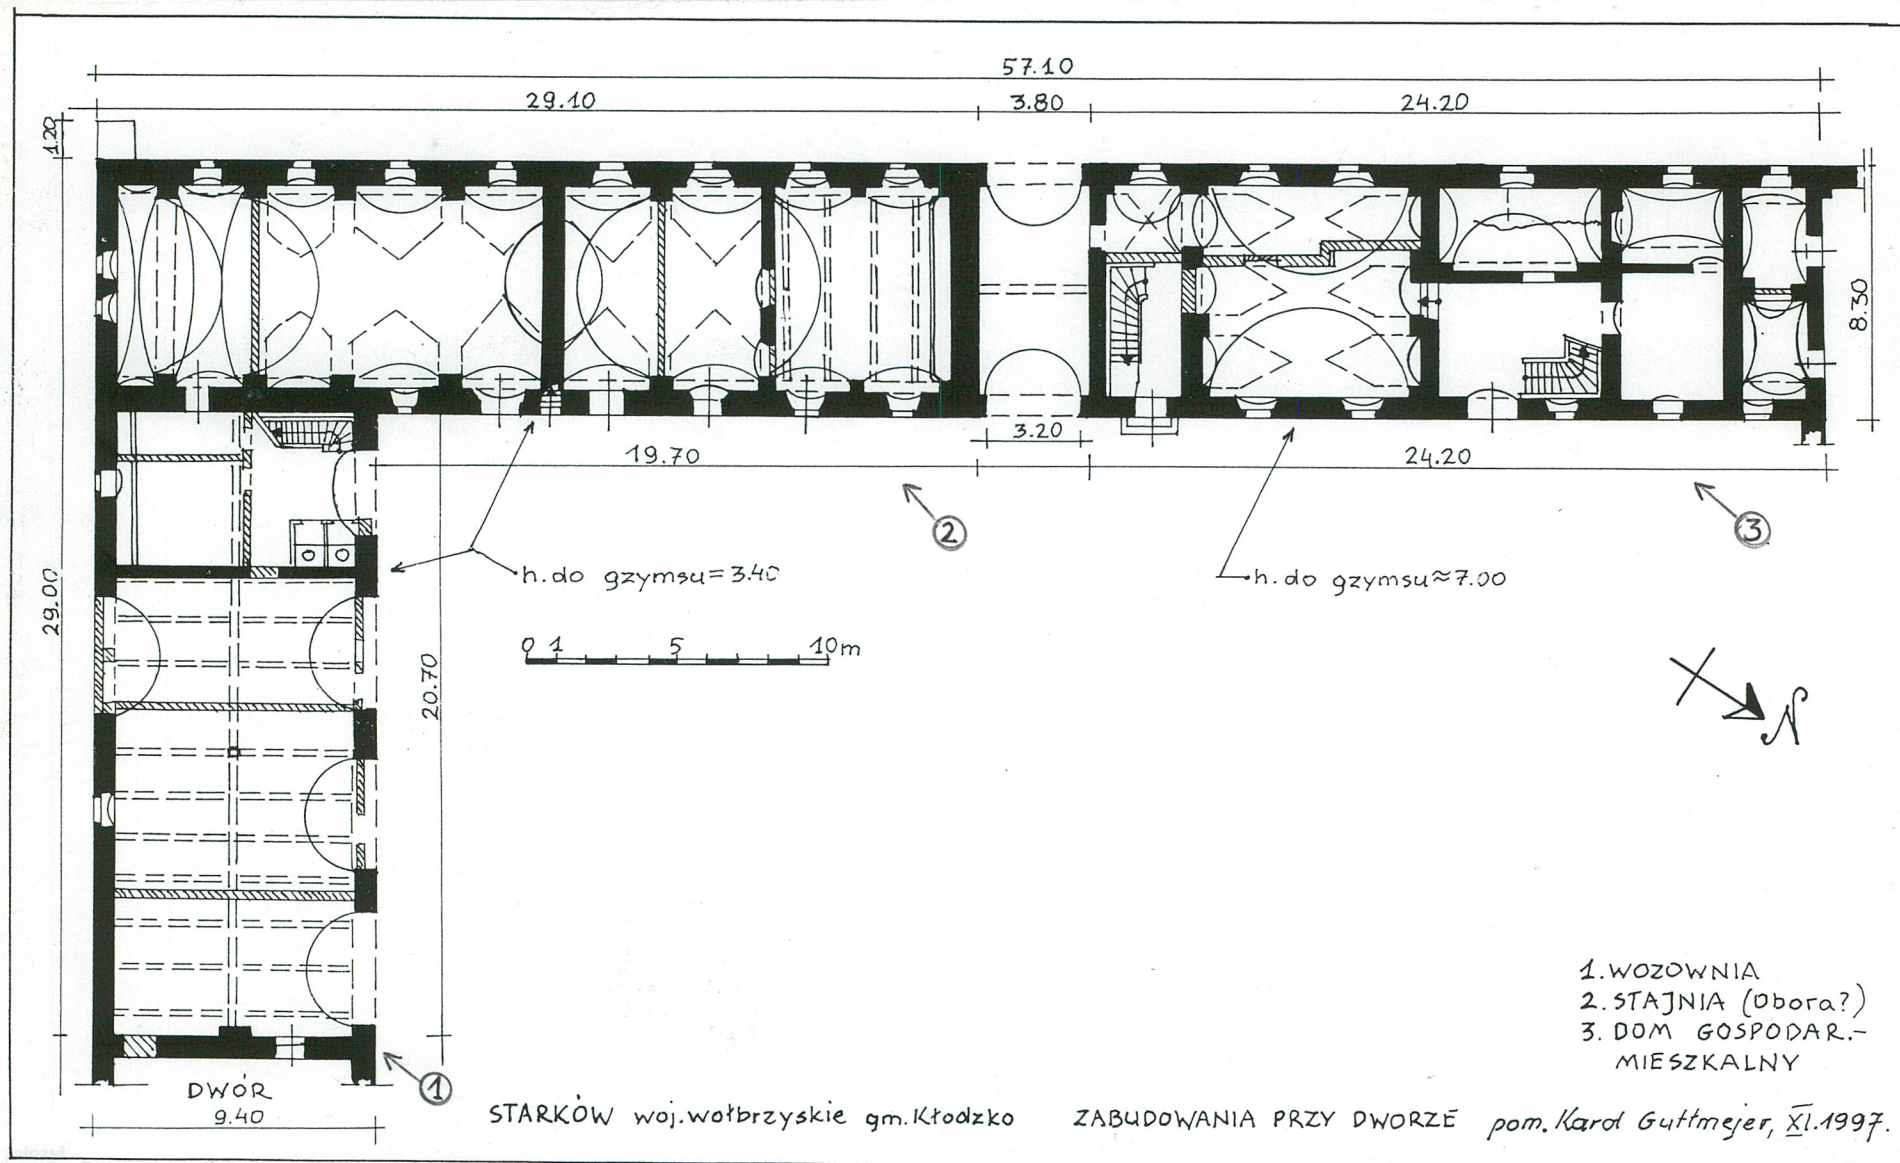 57.10
29.10
3.80
24.20
1.20
8.30
3.20
19.70
24.20
2
3
h. do gzymsu = 3.40
h. do gzymsu ≈ 7.00
29.00
0 1 5 10m
20.70
N
1. WOZOWNIA
2. STAJNIA (Obora?)
3. DOM GOSPODAR.-
MIESZKALNY
DWÓR
1
9.40
STARKÓW woj. wołbrzyskie gm. Kłodzko ZABUDOWANIA PRZY DWORZE pom. Karol Guttmejer, XI.1997.